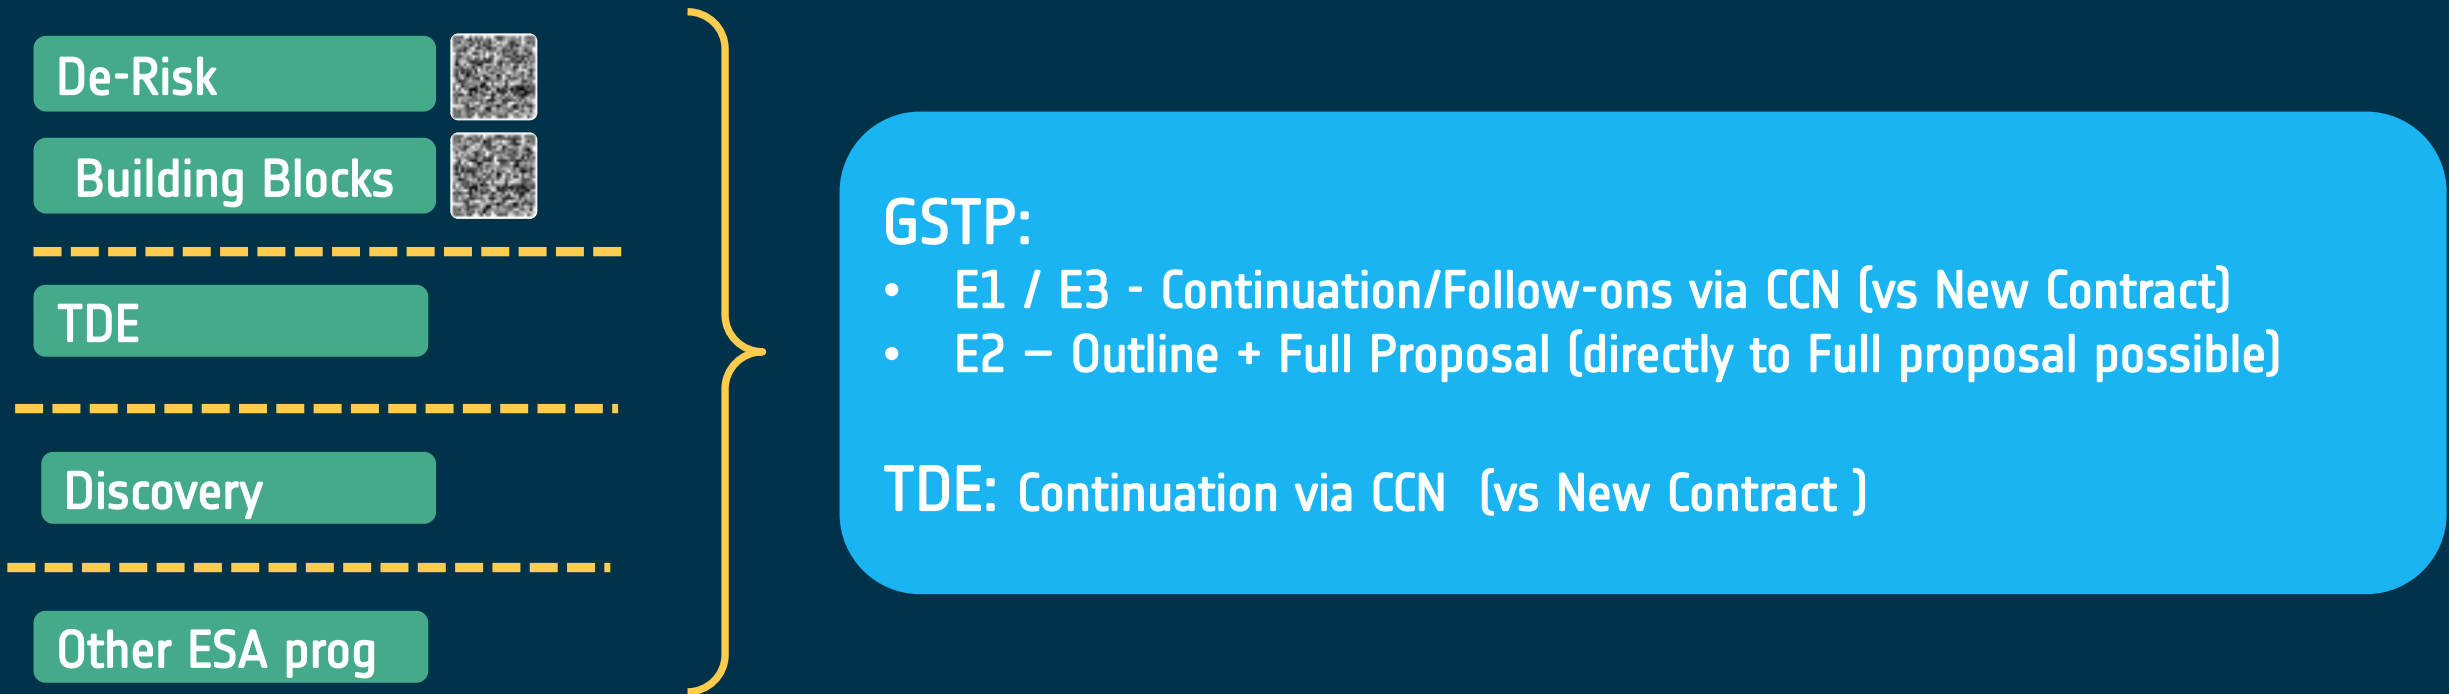 De-Risk
Building Blocks
TDE
Discovery
Other ESA prog
GSTP:
• E1 / E3 - Continuation/Follow-ons via CCN (vs New Contract)
• E2 – Outline + Full Proposal (directly to Full proposal possible)
TDE: Continuation via CCN (vs New Contract )